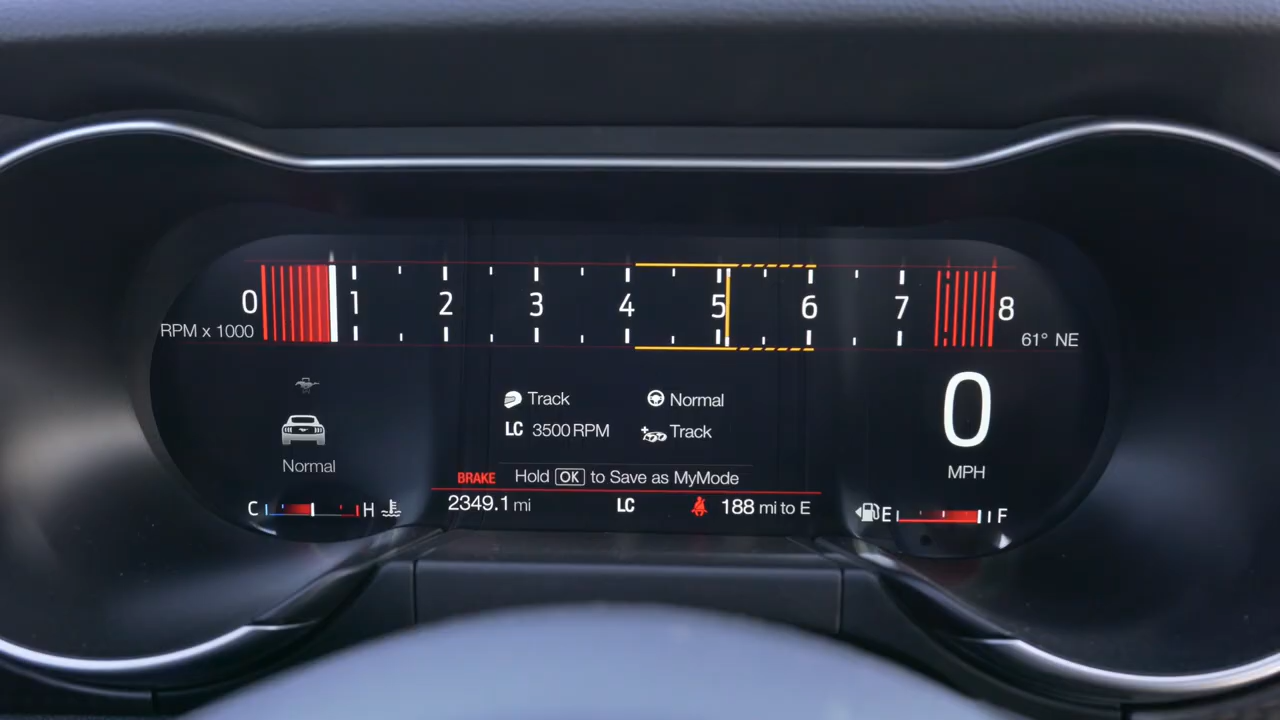 0 1 2 3 4 5 6 7 8
RPM x 1000
61° NE
Track Normal
LC 3500 RPM Track
0
Normal
MPH
BRAKE Hold OK to Save as MyMode
2349.1 mi LC 188 mi to E
C H E F